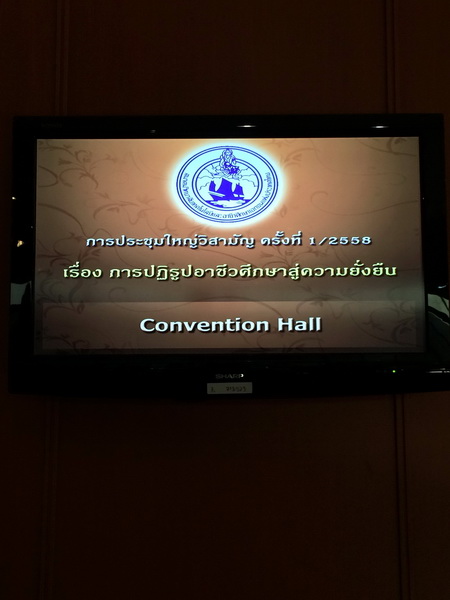 การประชุมใหญ่วิสามัญ ครั้งที่ 1/2558
เรื่อง การปฏิรูปอาชีวศึกษาสู่ความยั่งยืน
Convention Hall
SHARP